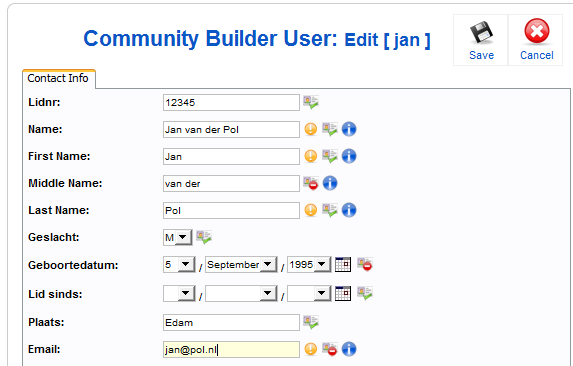 Community Builder User: Edit [ jan ]
Save Cancel
Contact Info
Lidnr: 12345
Name: Jan van der Pol
First Name: Jan
Middle Name: van der
Last Name: Pol
Geslacht: M
Geboortedatum: 5 / September / 1995
Lid sinds: / /
Plaats: Edam
Email: jan@pol.nl